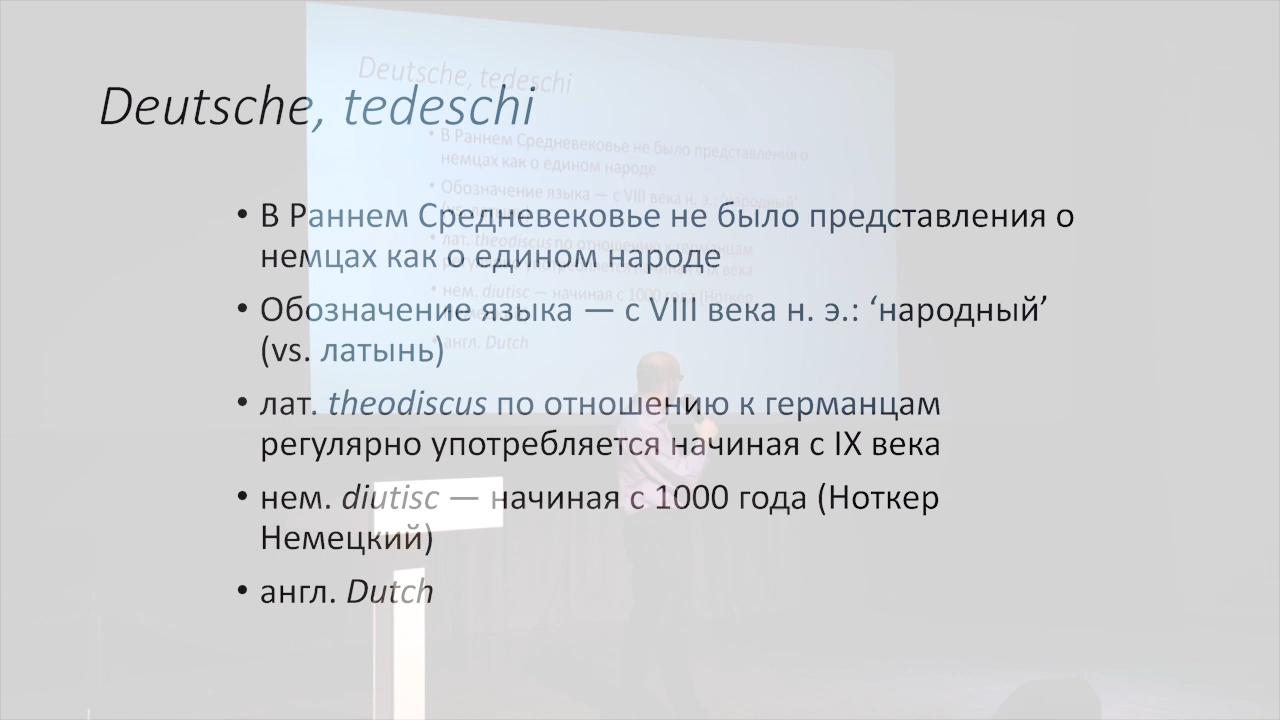 Deutsche, tedeschi
• В Раннем Средневековье не было представления о
немцах как о едином народе
• Обозначение языка — с VIII века н. э.: ‘народный’
(vs. латынь)
• лат. theodiscus по отношению к германцам
регулярно употребляется начиная с IX века
• нем. diutisc — начиная с 1000 года (Ноткер
Немецкий)
• англ. Dutch